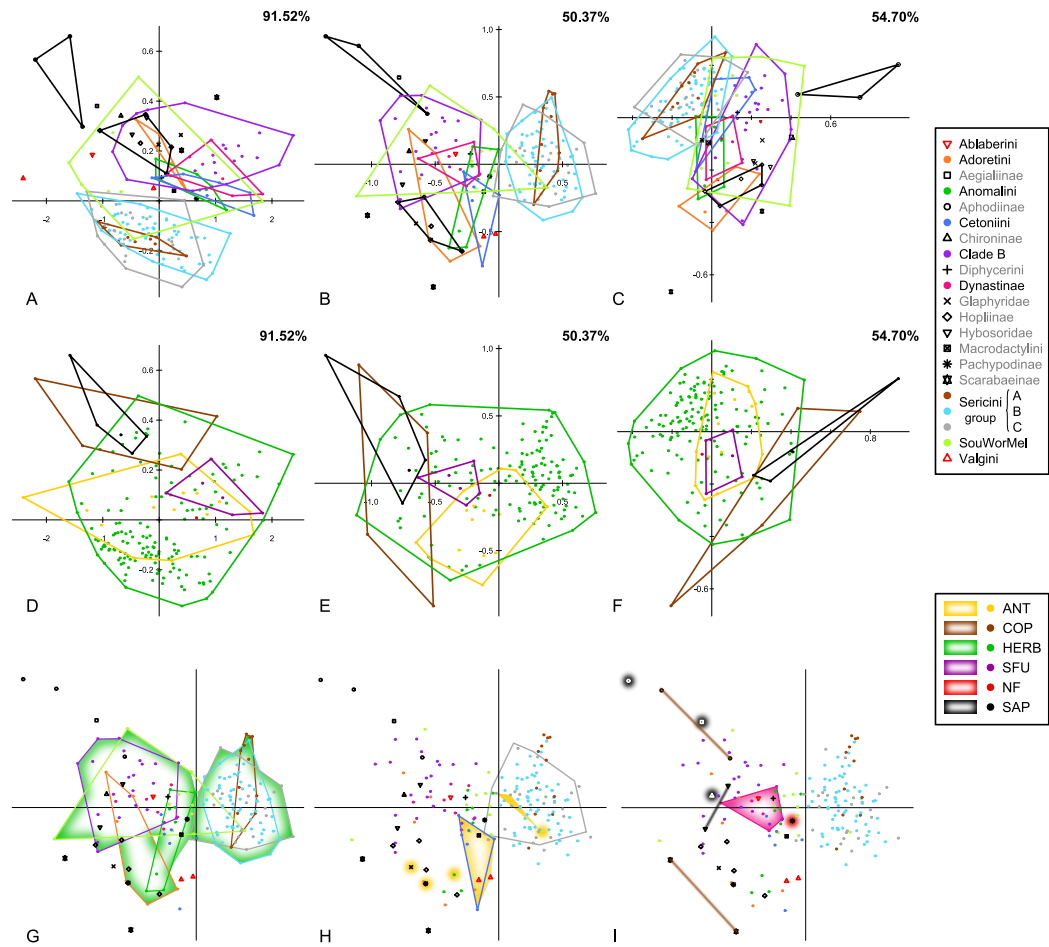 91.52%
0.6
0.4
0.2
-2
-1
1
2
-0.2
A
50.37%
1.0
0.5
-1.0
-0.5
0.5
-0.5
B
54.70%
0.6
-0.6
C
91.52%
0.6
0.4
0.2
-2
-1
1
2
-0.2
D
50.37%
1.0
0.5
-1.0
-0.5
0.5
-0.5
E
54.70%
0.8
-0.6
F
G
H
I
Ablaberini
Adoretini
Aegialiinae
Anomalini
Aphodiinae
Cetoniini
Chironinae
Clade B
Diphycerini
Dynastinae
Glaphyridae
Hopliinae
Hybosoridae
Macrodactylini
Pachypodinae
Scarabaeinae
Sericini group A
B
C
SouWorMel
Valgini
ANT
COP
HERB
SFU
NF
SAP